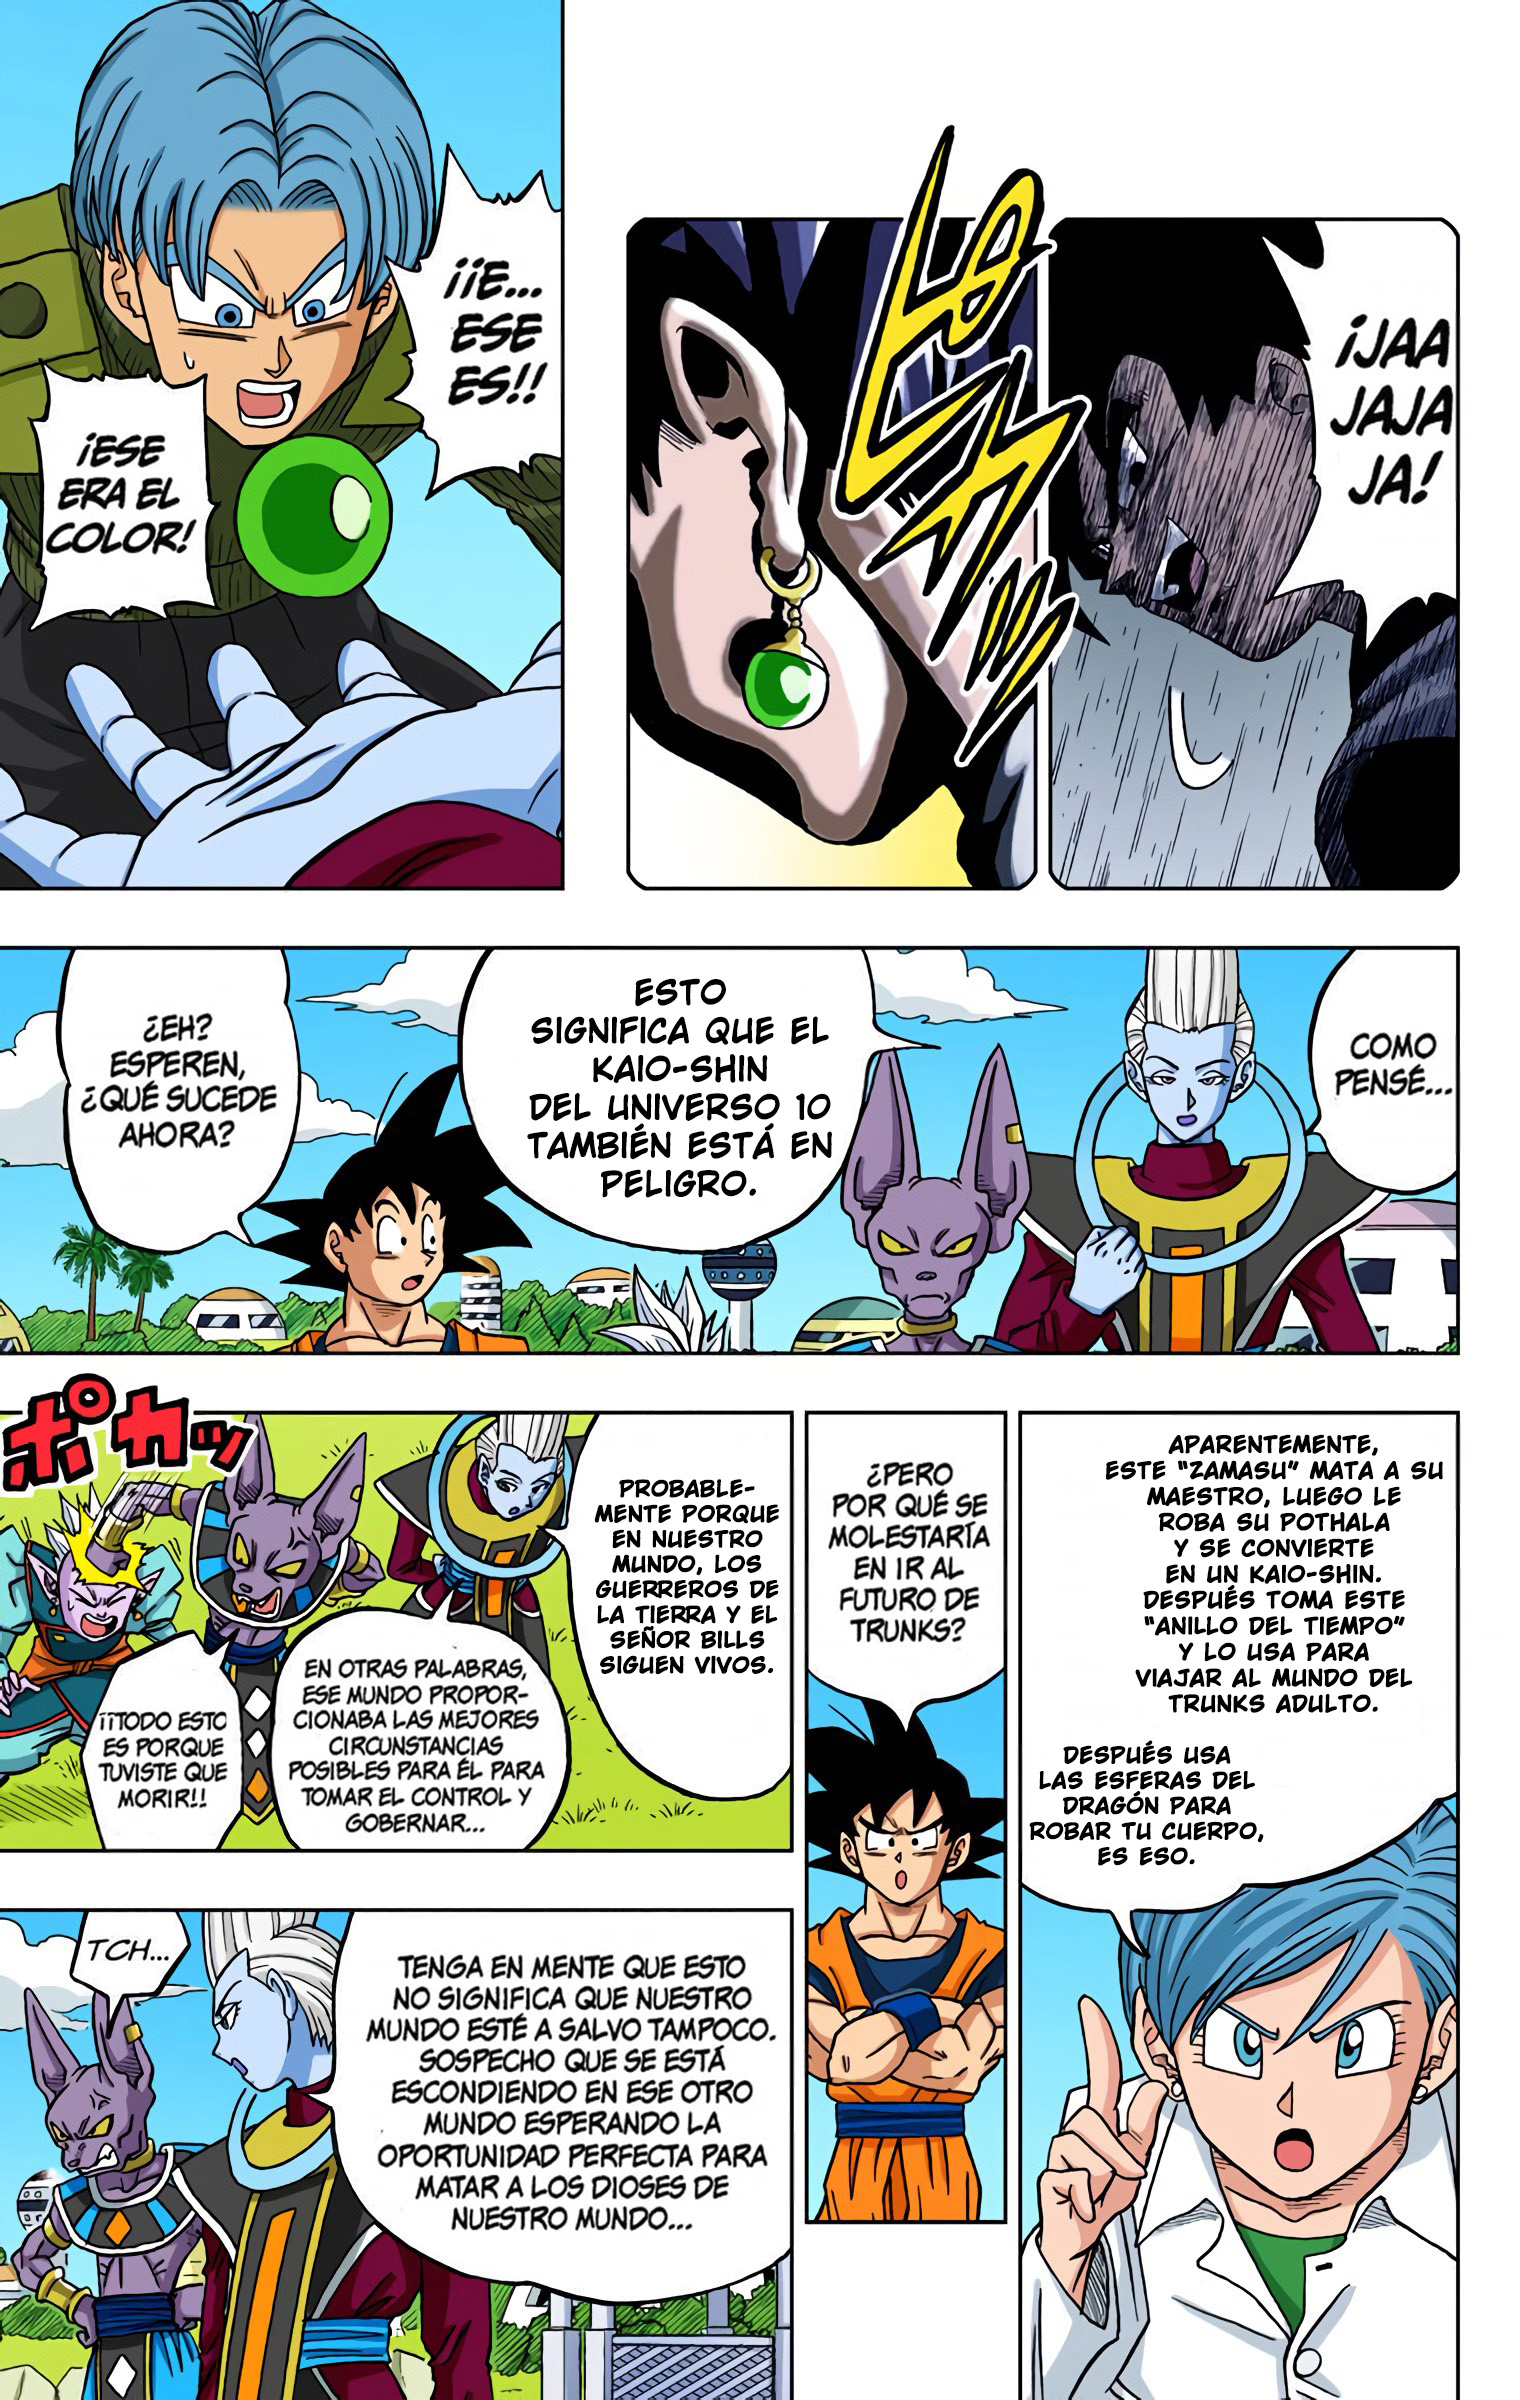 ¡JAA
JAJA
JA!
¡¡E...
ESE
ES!!
¡ESE
ERA EL
COLOR!
COMO
PENSÉ...
ESTO
SIGNIFICA QUE EL
KAIO-SHIN
DEL UNIVERSO 10
TAMBIÉN ESTÁ EN
PELIGRO.
¿EH?
ESPEREN,
¿QUÉ SUCEDE
AHORA?
APARENTEMENTE,
ESTE "ZAMASU" MATA A SU
MAESTRO, LUEGO LE
ROBA SU POTHALA
Y SE CONVIERTE
EN UN KAIO-SHIN.
DESPUÉS TOMA ESTE
"ANILLO DEL TIEMPO"
Y LO USA PARA
VIAJAR AL MUNDO DEL
TRUNKS ADULTO.
DESPUÉS USA
LAS ESFERAS DEL
DRAGÓN PARA
ROBAR TU CUERPO,
ES ESO.
¿PERO
POR QUÉ SE
MOLESTARÍA
EN IR AL
FUTURO DE
TRUNKS?
PROBABLE-
MENTE PORQUE
EN NUESTRO
MUNDO, LOS
GUERREROS DE
LA TIERRA Y EL
SEÑOR BILLS
SIGUEN VIVOS.
EN OTRAS PALABRAS,
ESE MUNDO PROPOR-
CIONABA LAS MEJORES
CIRCUNSTANCIAS
POSIBLES PARA ÉL PARA
TOMAR EL CONTROL Y
GOBERNAR...
ポカッ
¡¡TODO ESTO
ES PORQUE
TUVISTE QUE
MORIR!!
TENGA EN MENTE QUE ESTO
NO SIGNIFICA QUE NUESTRO
MUNDO ESTÉ A SALVO TAMPOCO.
SOSPECHO QUE SE ESTÁ
ESCONDIENDO EN ESE OTRO
MUNDO ESPERANDO LA
OPORTUNIDAD PERFECTA PARA
MATAR A LOS DIOSES DE
NUESTRO MUNDO...
TCH...